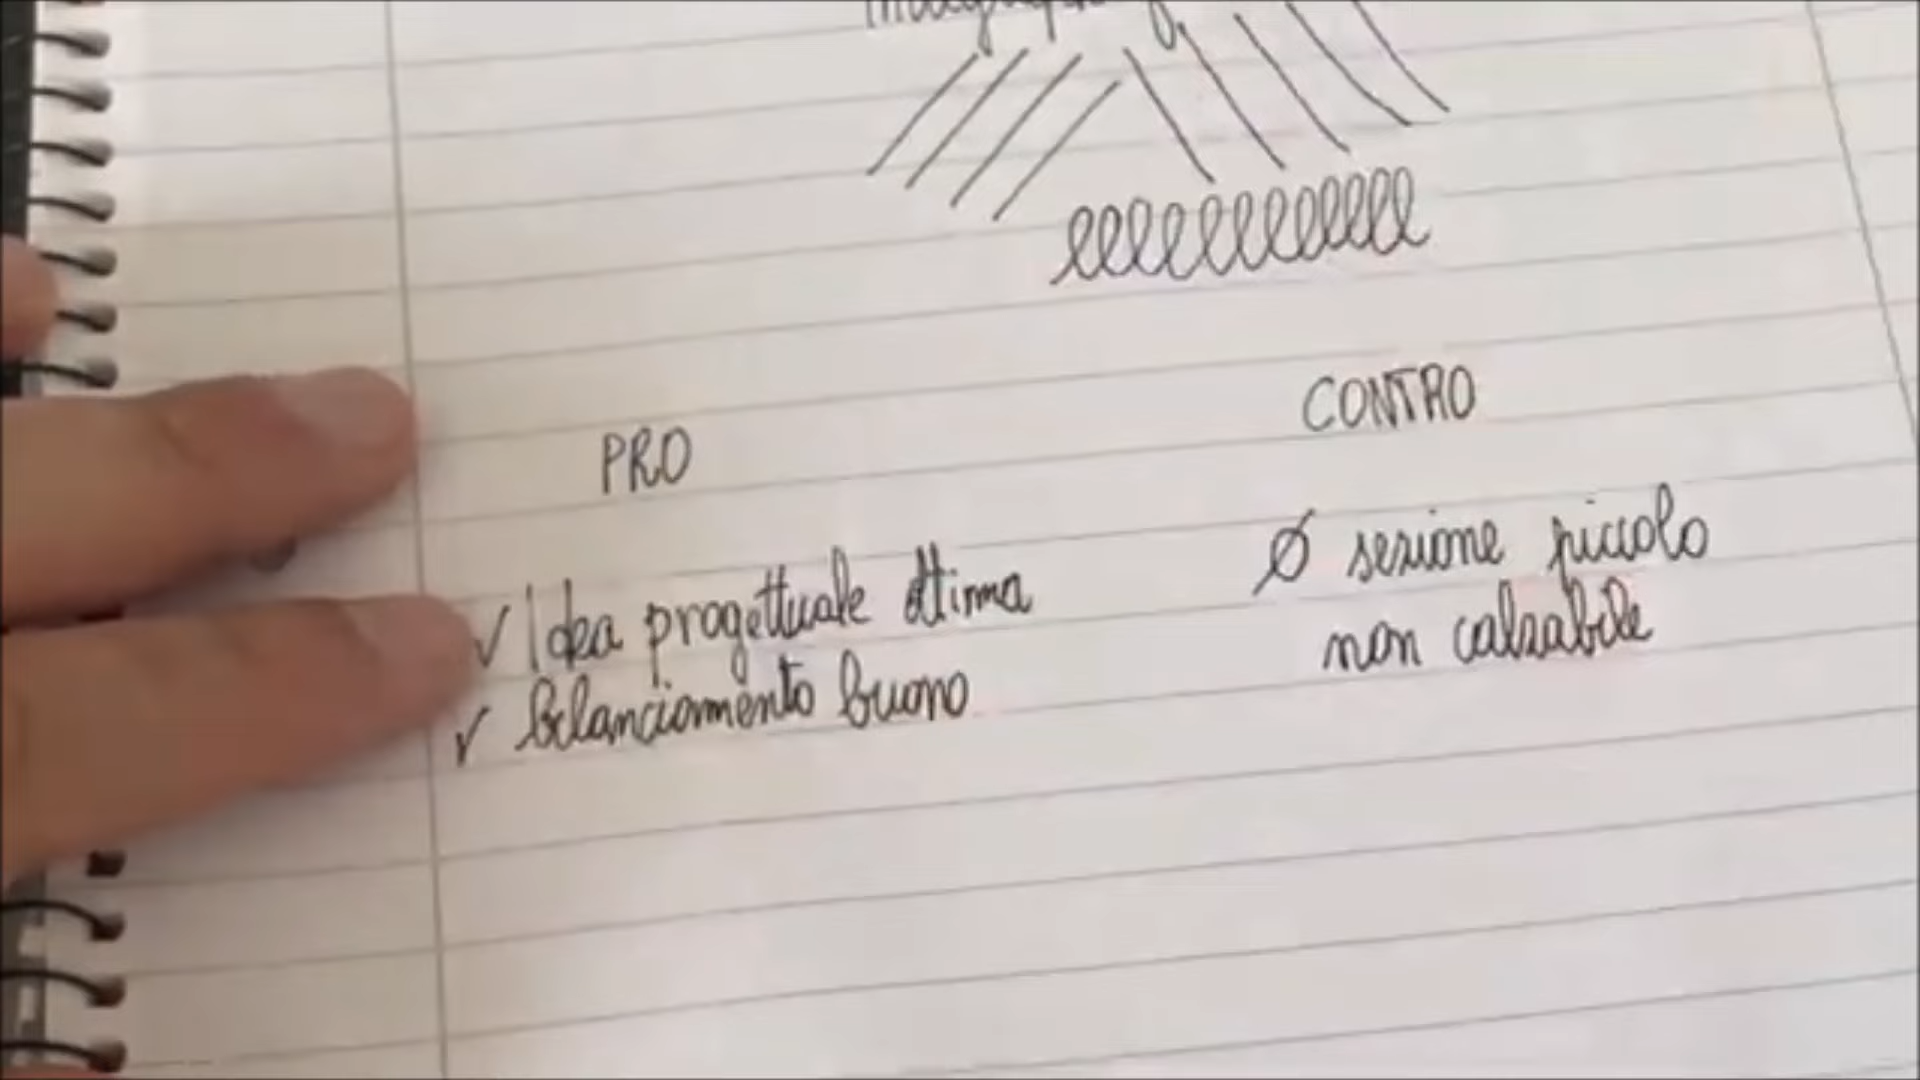 PRO
CONTRO
✓ Idea progettuale ottima
✓ bilanciamento buono
Ø sezione piccolo
non calzabile